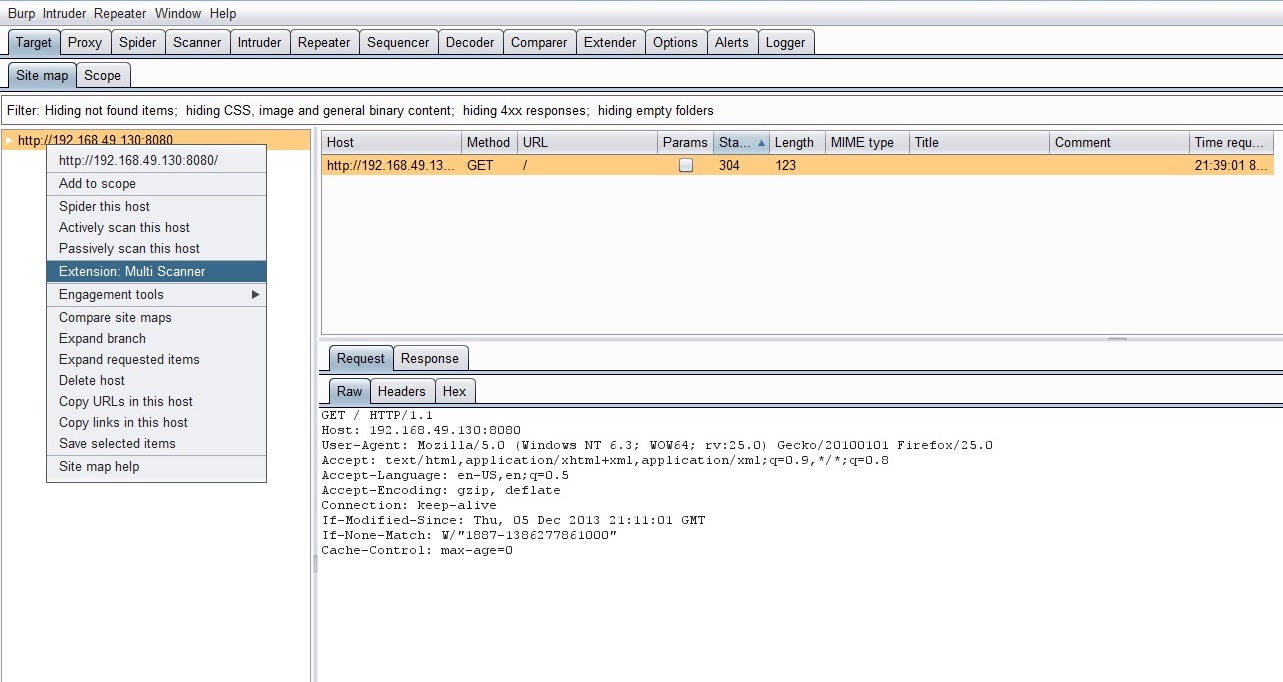 Burp Intruder Repeater Window Help
Target Proxy Spider Scanner Intruder Repeater Sequencer Decoder Comparer Extender Options Alerts Logger
Site map Scope
Filter: Hiding not found items; hiding CSS, image and general binary content; hiding 4xx responses; hiding empty folders
http://192.168.49.130:8080
http://192.168.49.130:8080/
Add to scope
Spider this host
Actively scan this host
Passively scan this host
Extension: Multi Scanner
Engagement tools
Compare site maps
Expand branch
Expand requested items
Delete host
Copy URLs in this host
Copy links in this host
Save selected items
Site map help
Host Method URL Params Sta... Length MIME type Title Comment Time requ...
http://192.168.49.13... GET / 304 123 21:39:01 8...
Request Response
Raw Headers Hex
GET / HTTP/1.1
Host: 192.168.49.130:8080
User-Agent: Mozilla/5.0 (Windows NT 6.3; WOW64; rv:25.0) Gecko/20100101 Firefox/25.0
Accept: text/html,application/xhtml+xml,application/xml;q=0.9,*/*;q=0.8
Accept-Language: en-US,en;q=0.5
Accept-Encoding: gzip, deflate
Connection: keep-alive
If-Modified-Since: Thu, 05 Dec 2013 21:11:01 GMT
If-None-Match: W/"1887-1386277861000"
Cache-Control: max-age=0